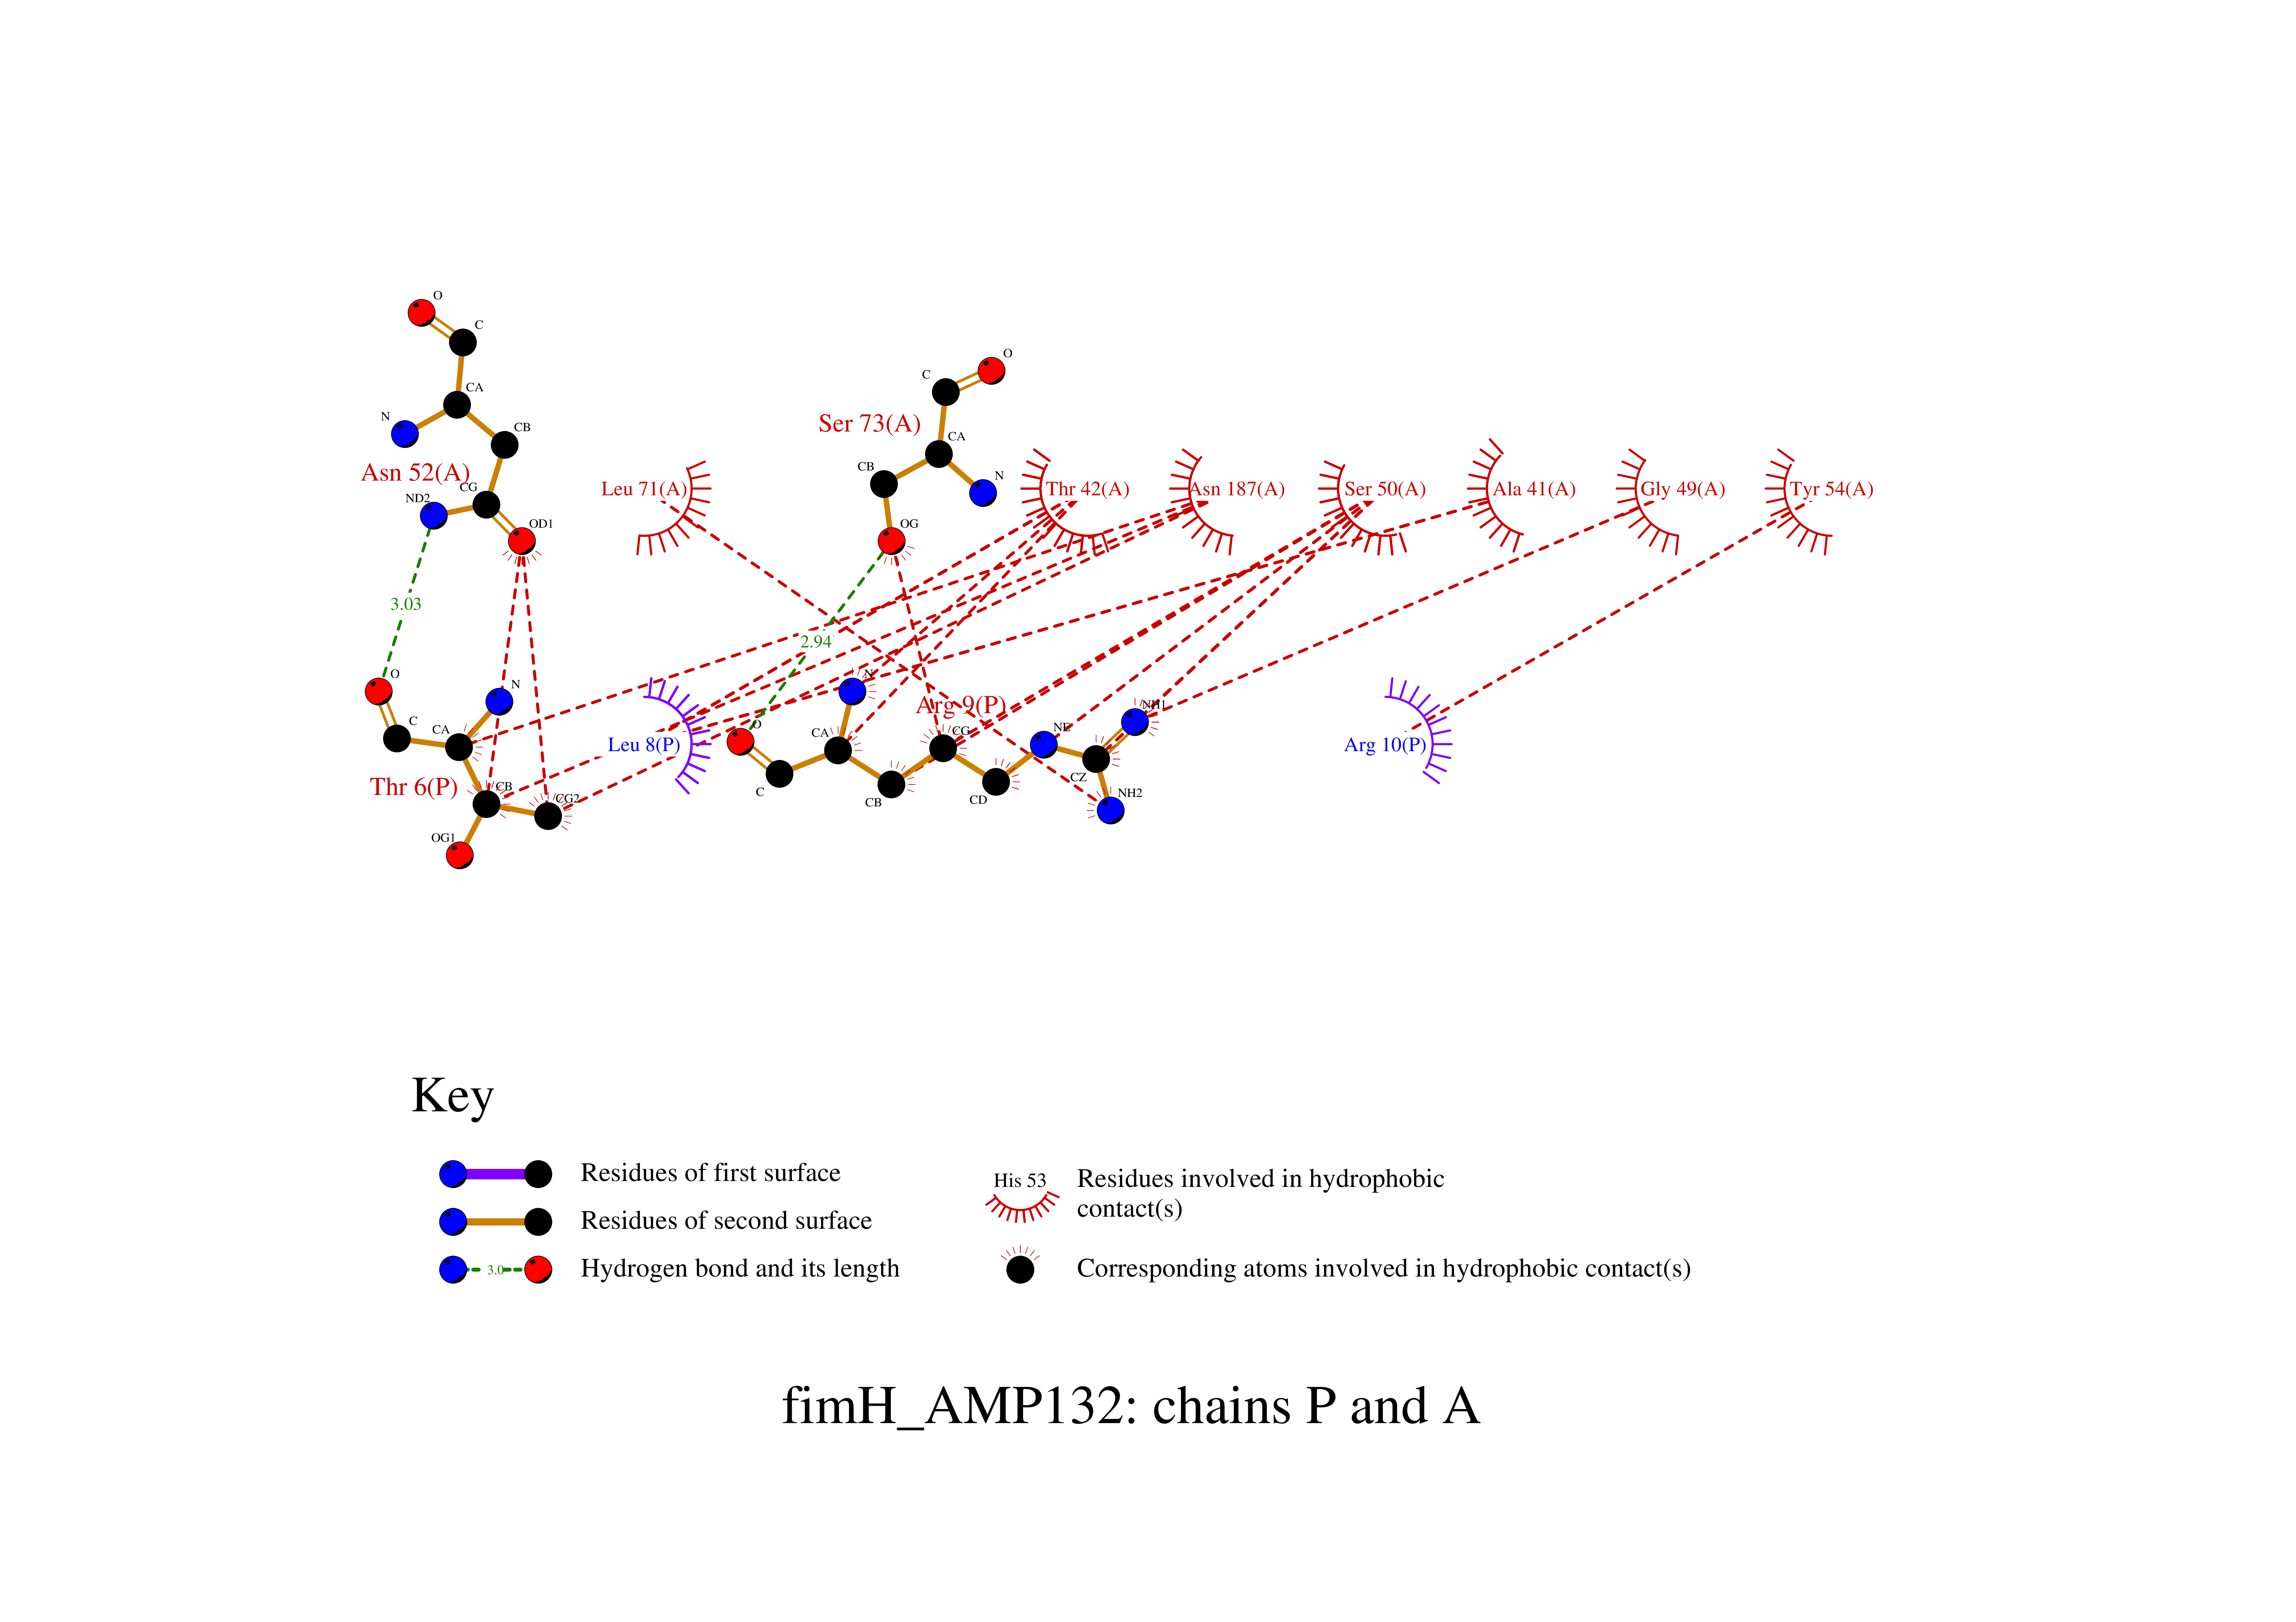 O
C
CA
N
CB
Asn 52(A)
CG
ND2
OD1
O
C
Ser 73(A)
CA
CB
N
OG
Leu 71(A)
Thr 42(A)
Asn 187(A)
Ser 50(A)
Ala 41(A)
Gly 49(A)
Tyr 54(A)
3.03
2.94
O
N
C
CA
Thr 6(P)
CB
CG2
OG1
Leu 8(P)
N
O
CA
C
CB
Arg 9(P)
CG
CD
NE
NH1
CZ
NH2
Arg 10(P)
Key
Residues of first surface
Residues of second surface
3.0
Hydrogen bond and its length
His 53
Residues involved in hydrophobic
contact(s)
Corresponding atoms involved in hydrophobic contact(s)
fimH_AMP132: chains P and A